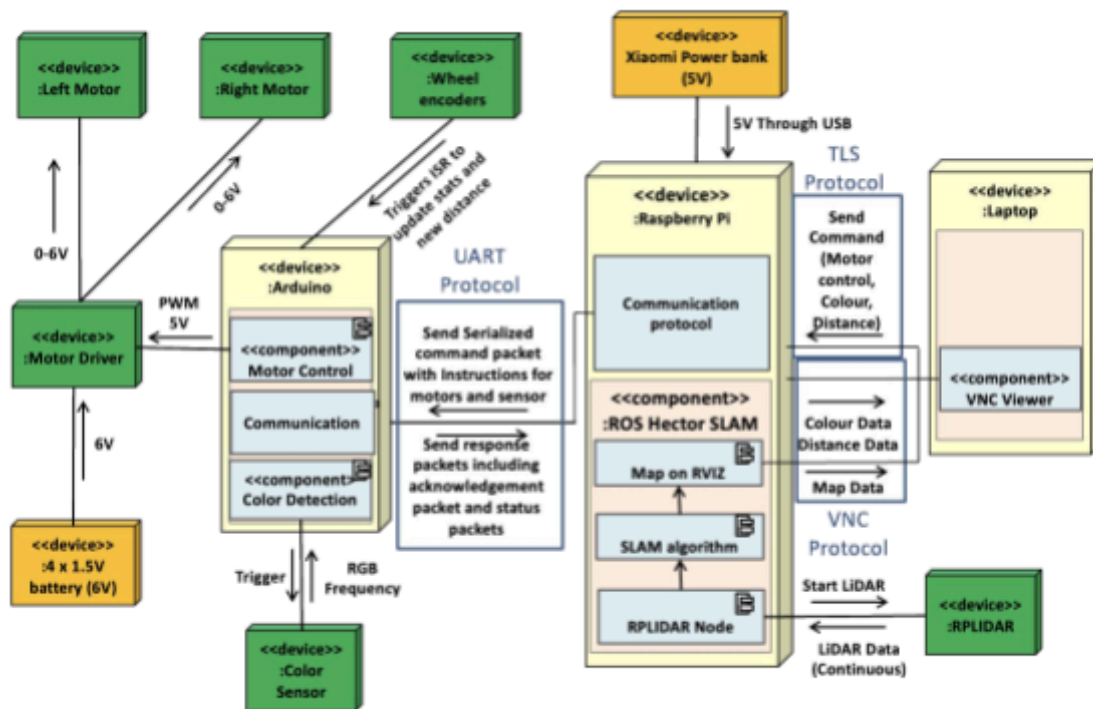 <<device>>
:Left Motor
<<device>>
:Right Motor
<<device>>
:Wheel
encoders
<<device>>
Xiaomi Power bank
(5V)
5V Through USB
0-6V
0-6V
Triggers ISR to
update stats and
new distance
<<device>>
:Motor Driver
PWM
5V
6V
<<device>>
:4 x 1.5V
battery (6V)
<<device>>
:Arduino
<<component>>
Motor Control
Communication
<<component>>
Color Detection
Trigger
RGB
Frequency
<<device>>
:Color
Sensor
UART
Protocol
Send Serialized
command packet
with Instructions for
motors and sensor
Send response
packets including
acknowledgement
packet and status
packets
<<device>>
:Raspberry Pi
Communication
protocol
<<component>>
:ROS Hector SLAM
Map on RVIZ
SLAM algorithm
RPLIDAR Node
TLS
Protocol
Send
Command
(Motor
control,
Colour,
Distance)
Colour Data
Distance Data
Map Data
VNC
Protocol
<<device>>
:Laptop
<<component>>
VNC Viewer
Start LiDAR
LiDAR Data
(Continuous)
<<device>>
:RPLIDAR